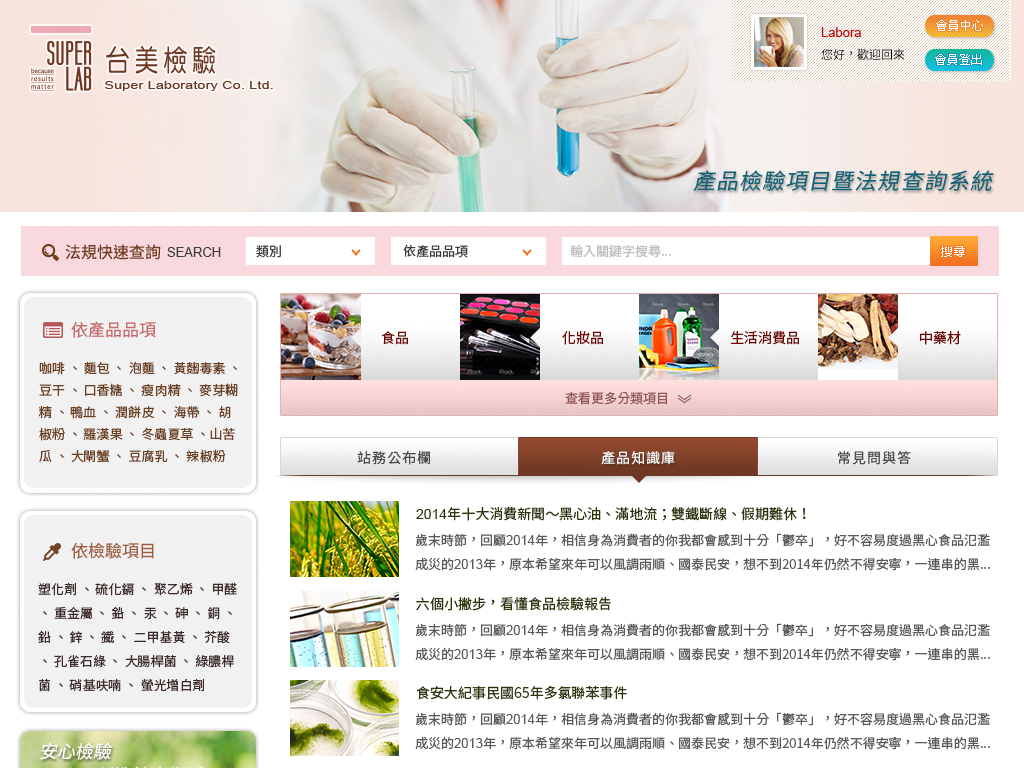 SUPER LAB
because results matter
台美檢驗
Super Laboratory Co. Ltd.
Labora
您好，歡迎回來
會員中心
會員登出
產品檢驗項目暨法規查詢系統
法規快速查詢 SEARCH
類別
依產品品項
輸入關鍵字搜尋...
搜尋
依產品品項
咖啡 、 麵包 、 泡麵 、 黃麴毒素 、
豆干 、 口香糖 、 瘦肉精 、 麥芽糊
精 、 鴨血 、 潤餅皮 、 海帶 、 胡
椒粉 、 羅漢果 、 冬蟲夏草 、山苦
瓜 、 大閘蟹 、 豆腐乳 、 辣椒粉
食品
化妝品
生活消費品
中藥材
查看更多分類項目
站務公布欄
產品知識庫
常見問與答
依檢驗項目
塑化劑 、 硫化鎘 、 聚乙烯 、 甲醛
、 重金屬 、 鉛 、 汞 、 砷 、 銅 、
鉛 、 鋅 、 鐵 、 二甲基黃 、 芥酸
、 孔雀石綠 、 大腸桿菌 、 綠膿桿
菌 、 硝基呋喃 、 螢光增白劑
安心檢驗
2014年十大消費新聞～黑心油、滿地流；雙鐵斷線、假期難休！
歲末時節，回顧2014年，相信身為消費者的你我都會感到十分「鬱卒」，好不容易度過黑心食品氾濫
成災的2013年，原本希望來年可以風調雨順、國泰民安，想不到2014年仍然不得安寧，一連串的黑...
六個小撇步，看懂食品檢驗報告
歲末時節，回顧2014年，相信身為消費者的你我都會感到十分「鬱卒」，好不容易度過黑心食品氾濫
成災的2013年，原本希望來年可以風調雨順、國泰民安，想不到2014年仍然不得安寧，一連串的黑...
食安大紀事民國65年多氯聯苯事件
歲末時節，回顧2014年，相信身為消費者的你我都會感到十分「鬱卒」，好不容易度過黑心食品氾濫
成災的2013年，原本希望來年可以風調雨順、國泰民安，想不到2014年仍然不得安寧，一連串的黑...